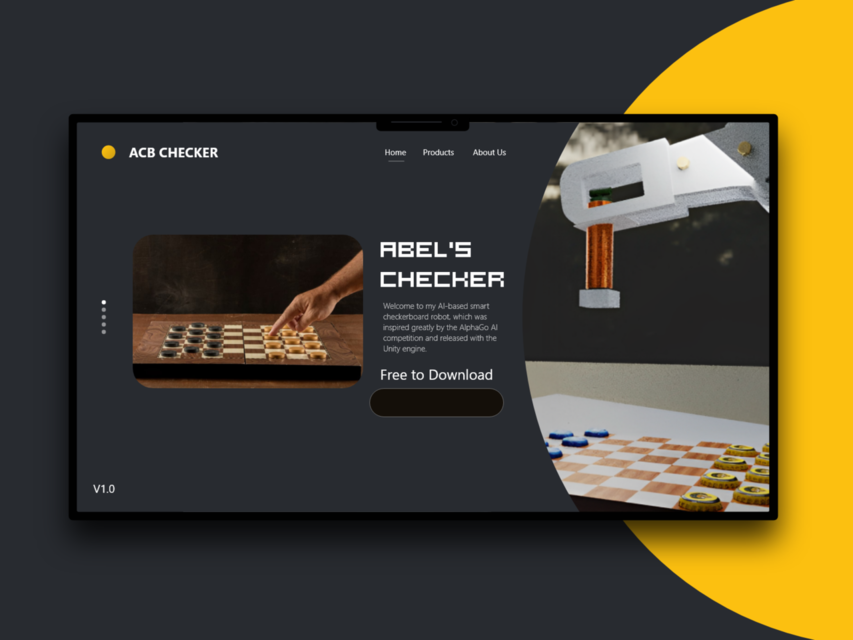 ACB CHECKER
Home
Products
About Us
ABEL'S
CHECKER
Welcome to my AI-based smart
checkerboard robot, which was
inspired greatly by the AlphaGo AI
competition and released with the
Unity engine.
Free to Download
V1.0